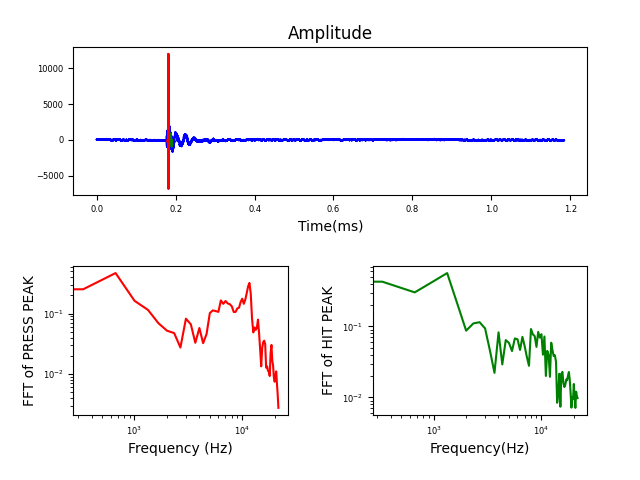 Amplitude
10000
5000
0
−5000
0.0 0.2 0.4 0.6 0.8 1.0 1.2
Time(ms)
FFT of PRESS PEAK
10⁻¹
10⁻²
10³ 10⁴
Frequency (Hz)
FFT of HIT PEAK
10⁻¹
10⁻²
10³ 10⁴
Frequency(Hz)